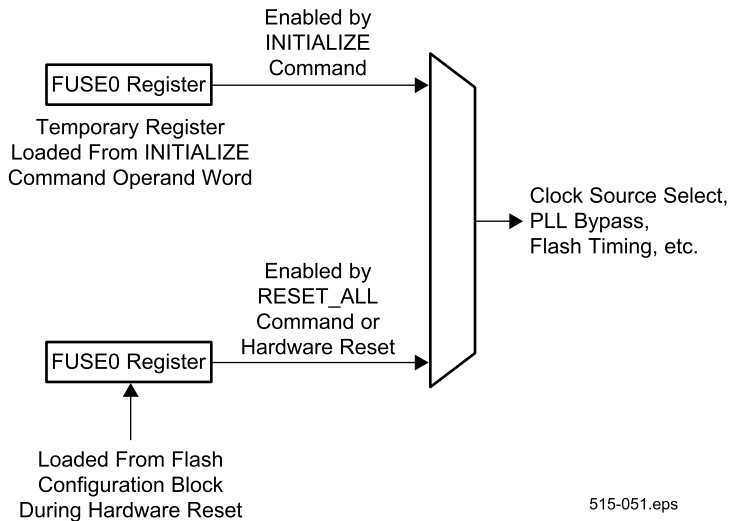 Enabled by
INITIALIZE
Command
FUSE0 Register
Temporary Register
Loaded From INITIALIZE
Command Operand Word
Clock Source Select,
PLL Bypass,
Flash Timing, etc.
Enabled by
RESET_ALL
Command or
Hardware Reset
FUSE0 Register
Loaded From Flash
Configuration Block
During Hardware Reset
515-051.eps